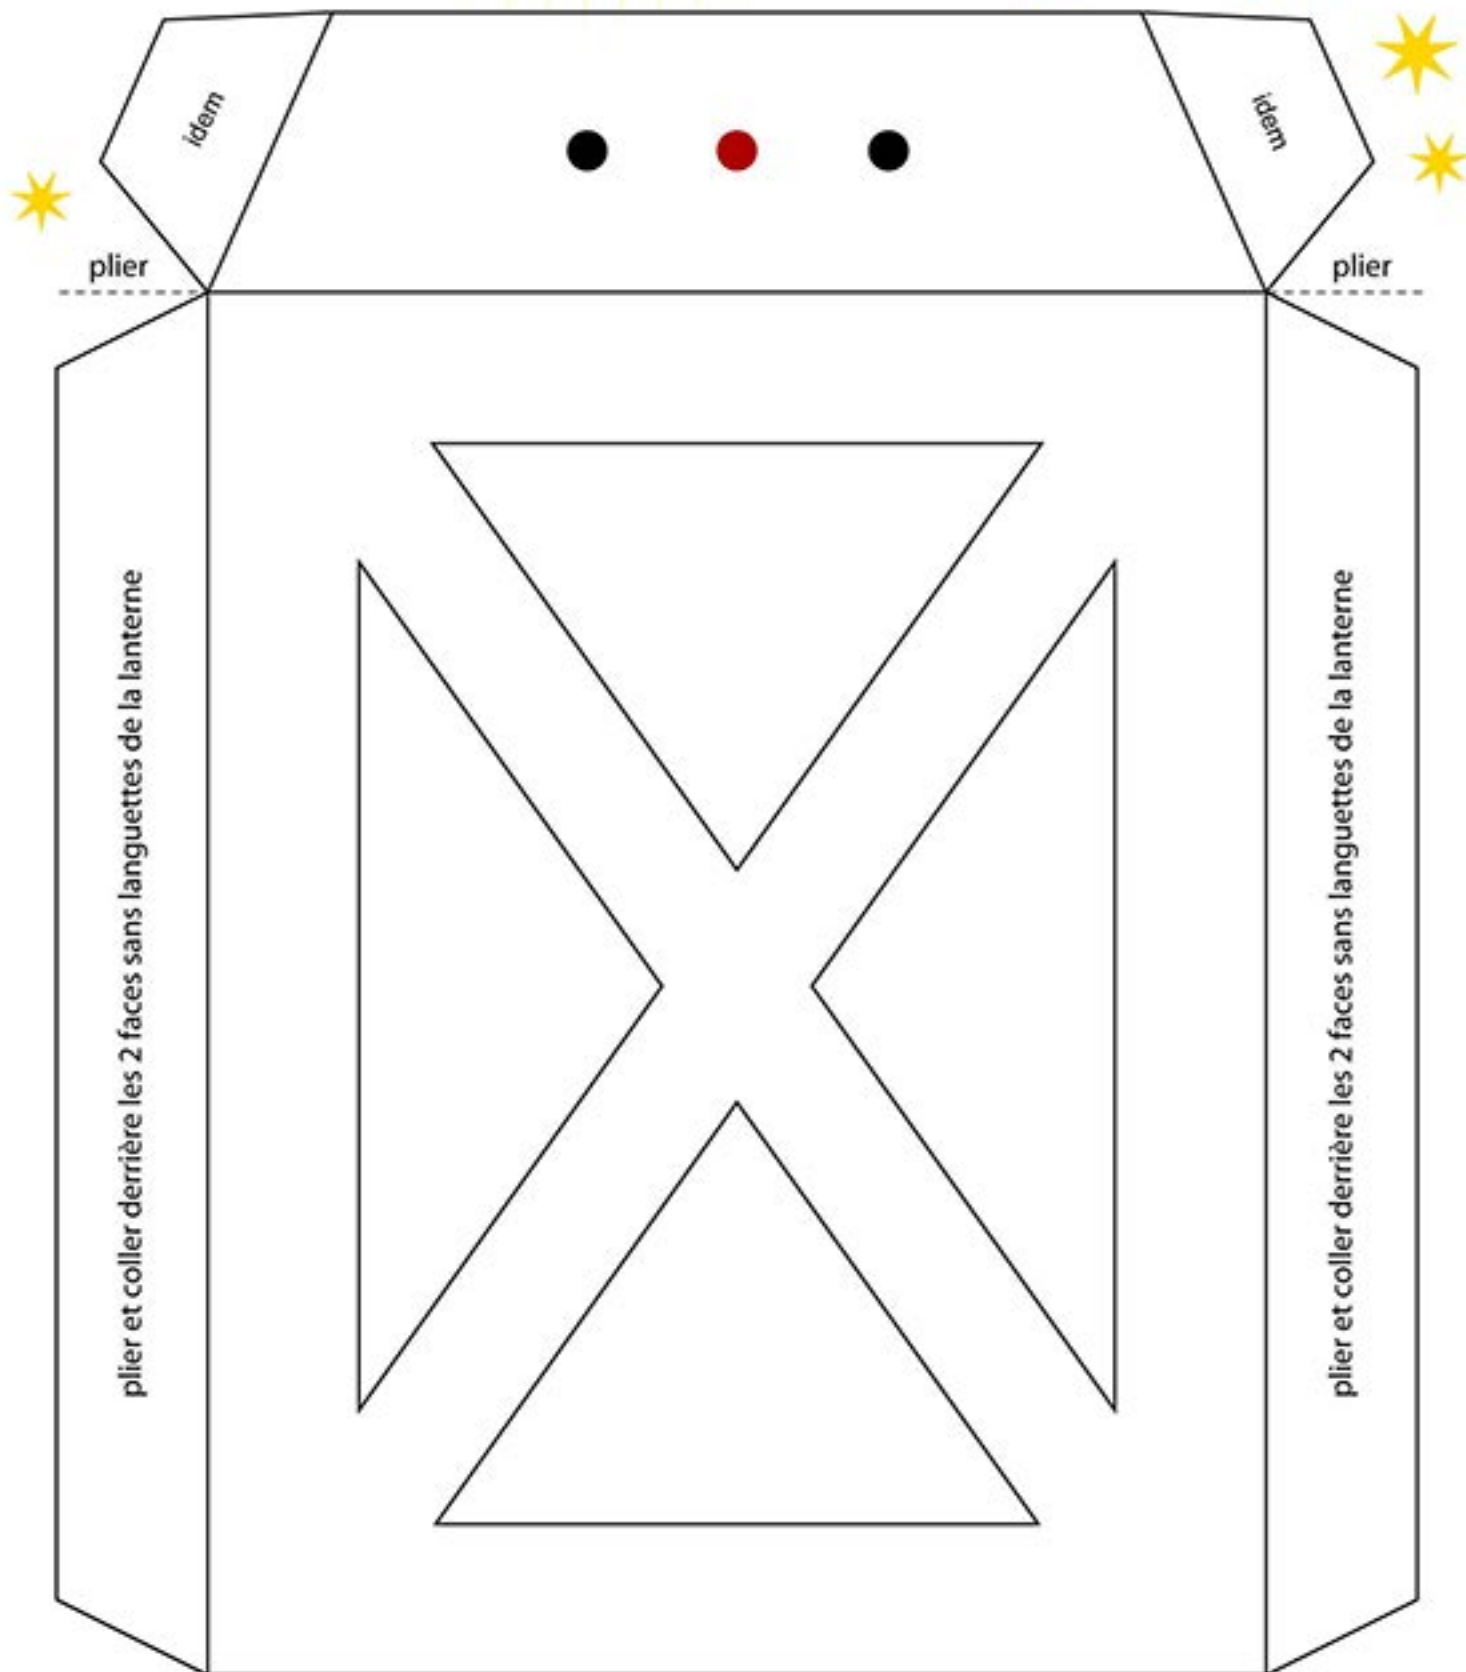 idem
idem
plier
plier
plier et coller derrière les 2 faces sans languettes de la lanterne
plier et coller derrière les 2 faces sans languettes de la lanterne